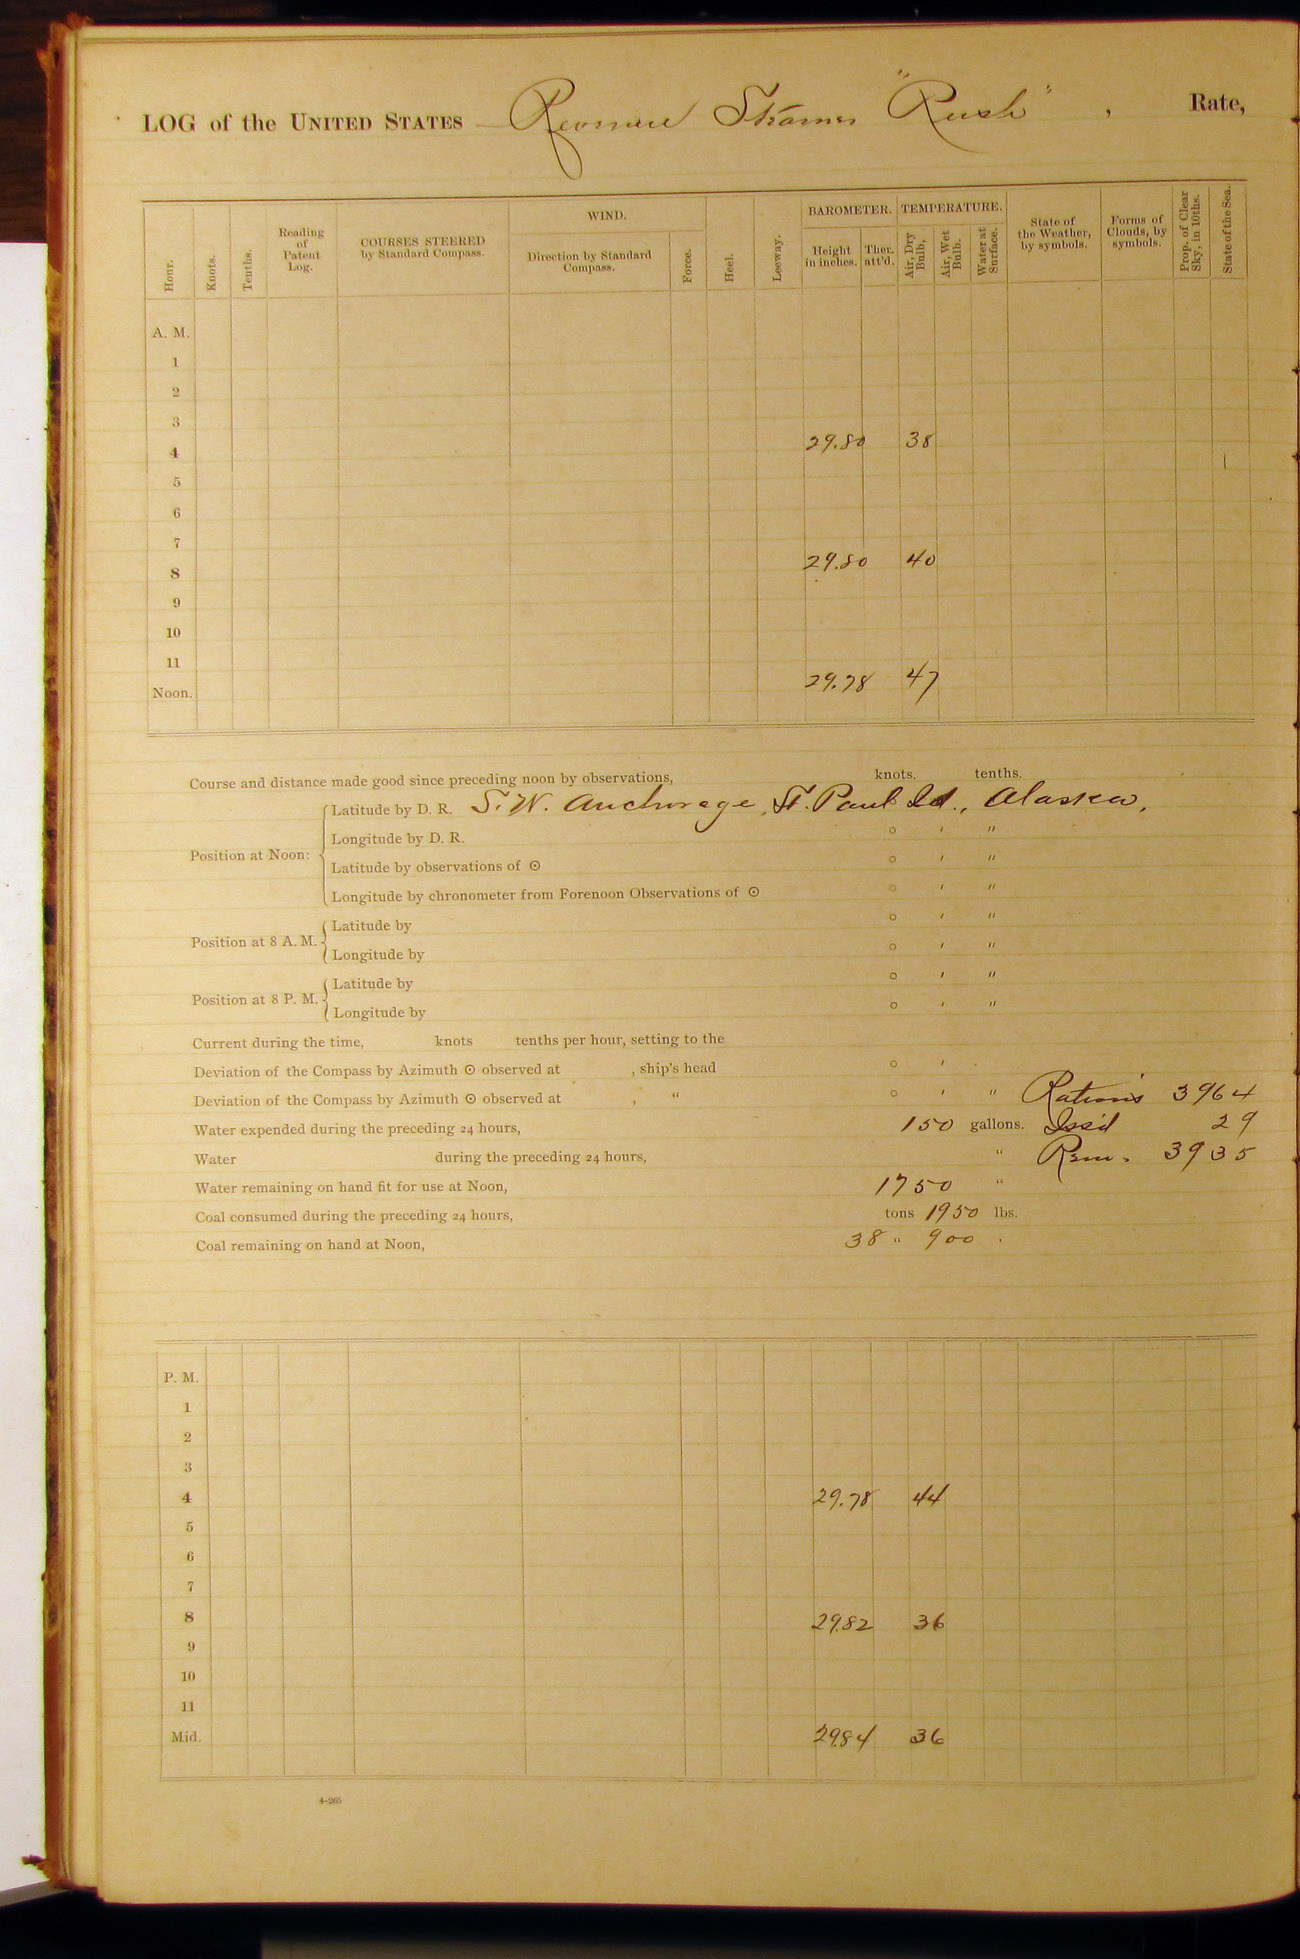 LOG of the UNITED STATES Revenue Steamer "Rush", Rate,
WIND.
BAROMETER. TEMPERATURE.
Hour. Knots. Tenths. Reading of Patent Log. COURSES STEERED by Standard Compass. Direction by Standard Compass. Force. Heel. Leeway. Height in inches. Ther. att'd. Air, Dry Bulb, Air, Wet Bulb. Water at Surface. State of the Weather, by symbols. Forms of Clouds, by symbols. Prop. of Clear Sky, in 10ths. State of the Sea.
A. M.
1
2
3
4 29.80 38
5
6
7
8 29.80 40
9
10
11
Noon. 29.78 47
Course and distance made good since preceding noon by observations, knots. tenths.
Position at Noon:
Latitude by D. R. S.W. Anchorage, St. Paul Id., Alaska.
Longitude by D. R. ° ′ ″
Latitude by observations of ☉ ° ′ ″
Longitude by chronometer from Forenoon Observations of ☉ ° ′ ″
Position at 8 A. M.
Latitude by ° ′ ″
Longitude by ° ′ ″
Position at 8 P. M.
Latitude by ° ′ ″
Longitude by ° ′ ″
Current during the time, knots tenths per hour, setting to the
Deviation of the Compass by Azimuth ☉ observed at , ship's head ° ′
Deviation of the Compass by Azimuth ☉ observed at , " ° ′ ″ Rations 3964
Water expended during the preceding 24 hours, 150 gallons. Iss'd 29
Water during the preceding 24 hours, " Rem. 3935
Water remaining on hand fit for use at Noon, 1750 "
Coal consumed during the preceding 24 hours, tons 1950 lbs.
Coal remaining on hand at Noon, 38 " 900
P. M.
1
2
3
4 29.78 44
5
6
7
8 29.82 36
9
10
11
Mid. 29.84 36
4-265